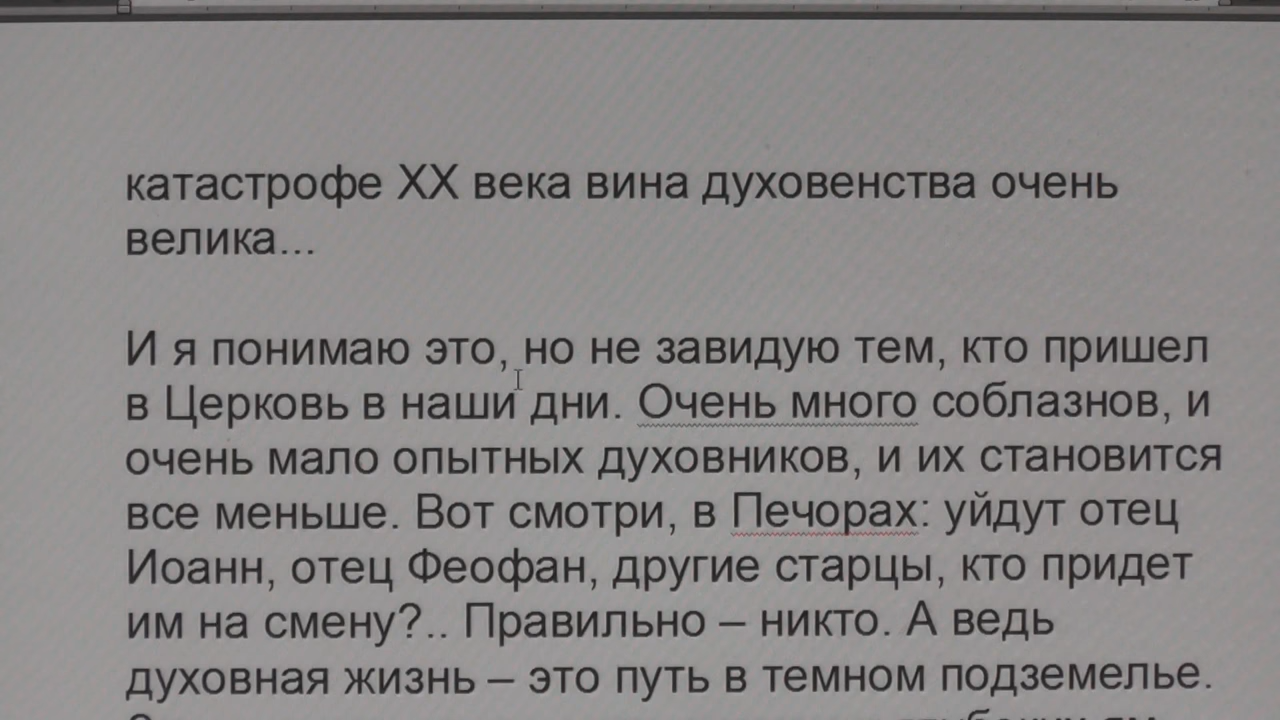 катастрофе XX века вина духовенства очень
велика...
И я понимаю это, но не завидую тем, кто пришел
в Церковь в наши дни. Очень много соблазнов, и
очень мало опытных духовников, и их становится
все меньше. Вот смотри, в Печорах: уйдут отец
Иоанн, отец Феофан, другие старцы, кто придет
им на смену?.. Правильно – никто. А ведь
духовная жизнь – это путь в темном подземелье.